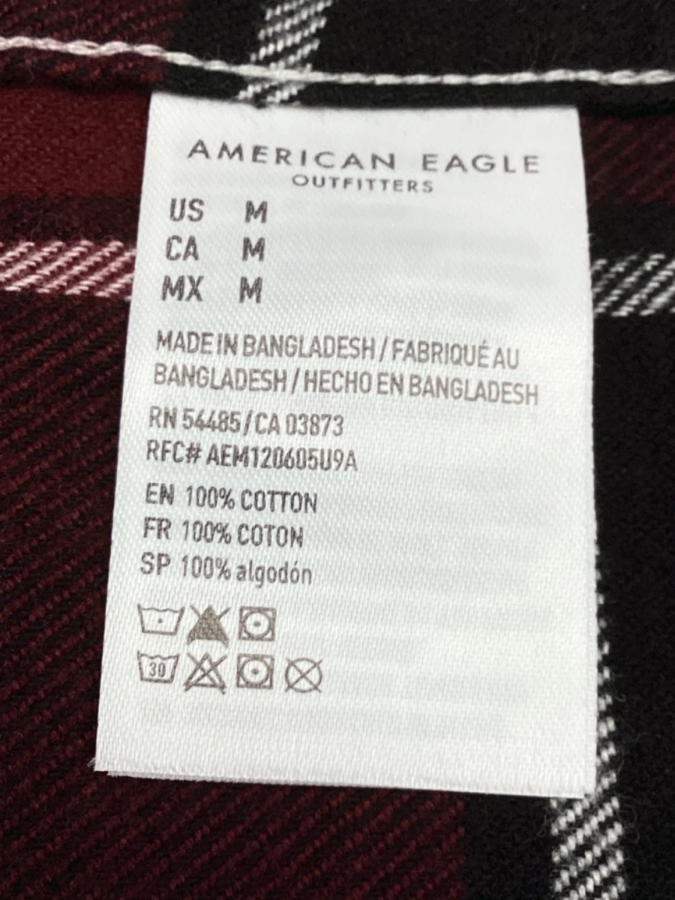 AMERICAN EAGLE
OUTFITTERS
US M
CA M
MX M
MADE IN BANGLADESH / FABRIQUÉ AU
BANGLADESH / HECHO EN BANGLADESH
RN 54485 / CA 03873
RFC# AEM120605U9A
EN 100% COTTON
FR 100% COTON
SP 100% algodón
30